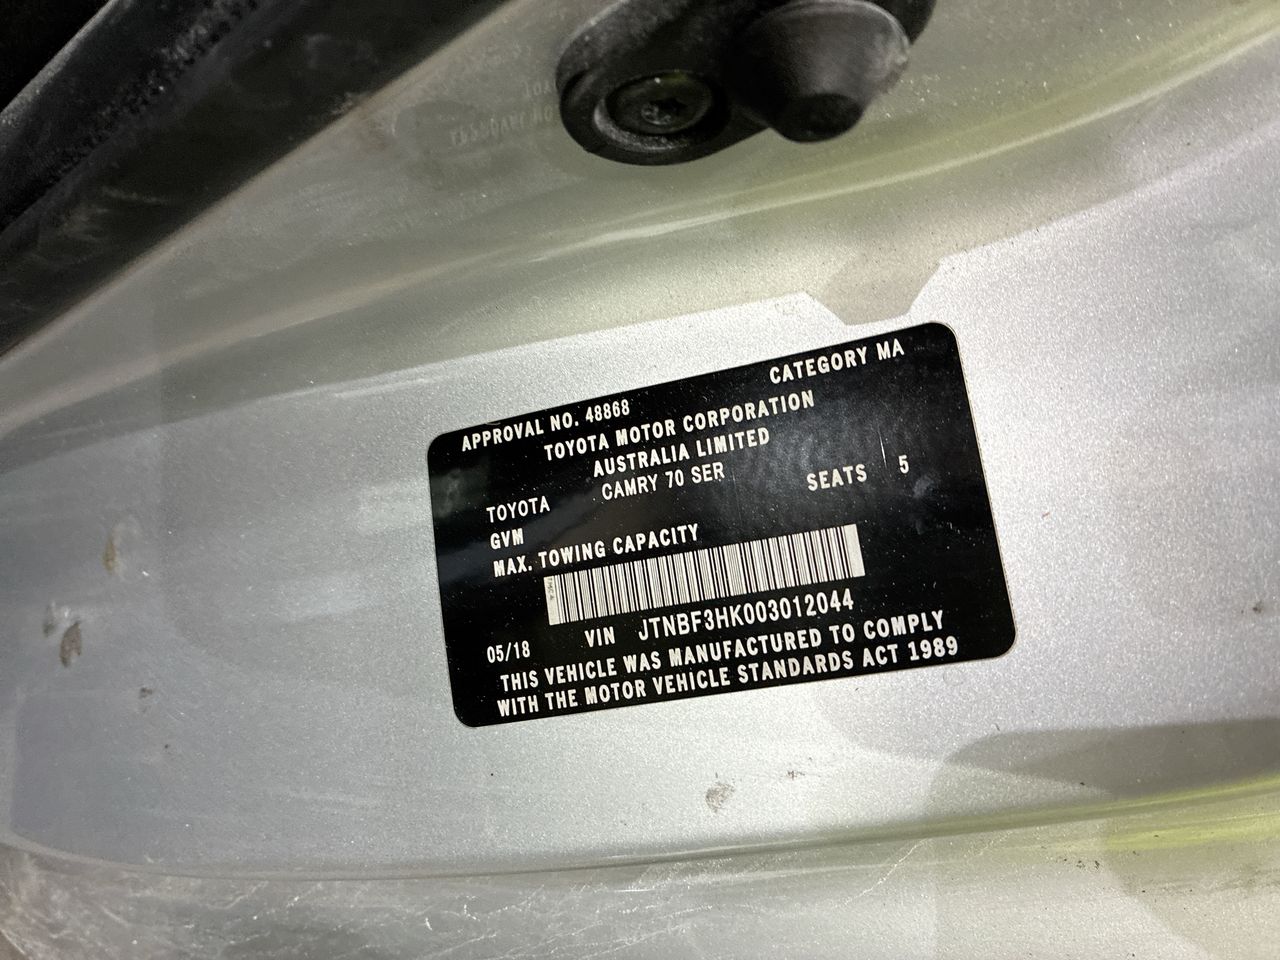 APPROVAL NO. 48868 CATEGORY MA
TOYOTA MOTOR CORPORATION
AUSTRALIA LIMITED
TOYOTA CAMRY 70 SER SEATS 5
GVM
MAX. TOWING CAPACITY
05/18 VIN JTNBF3HK003012044
THIS VEHICLE WAS MANUFACTURED TO COMPLY
WITH THE MOTOR VEHICLE STANDARDS ACT 1989